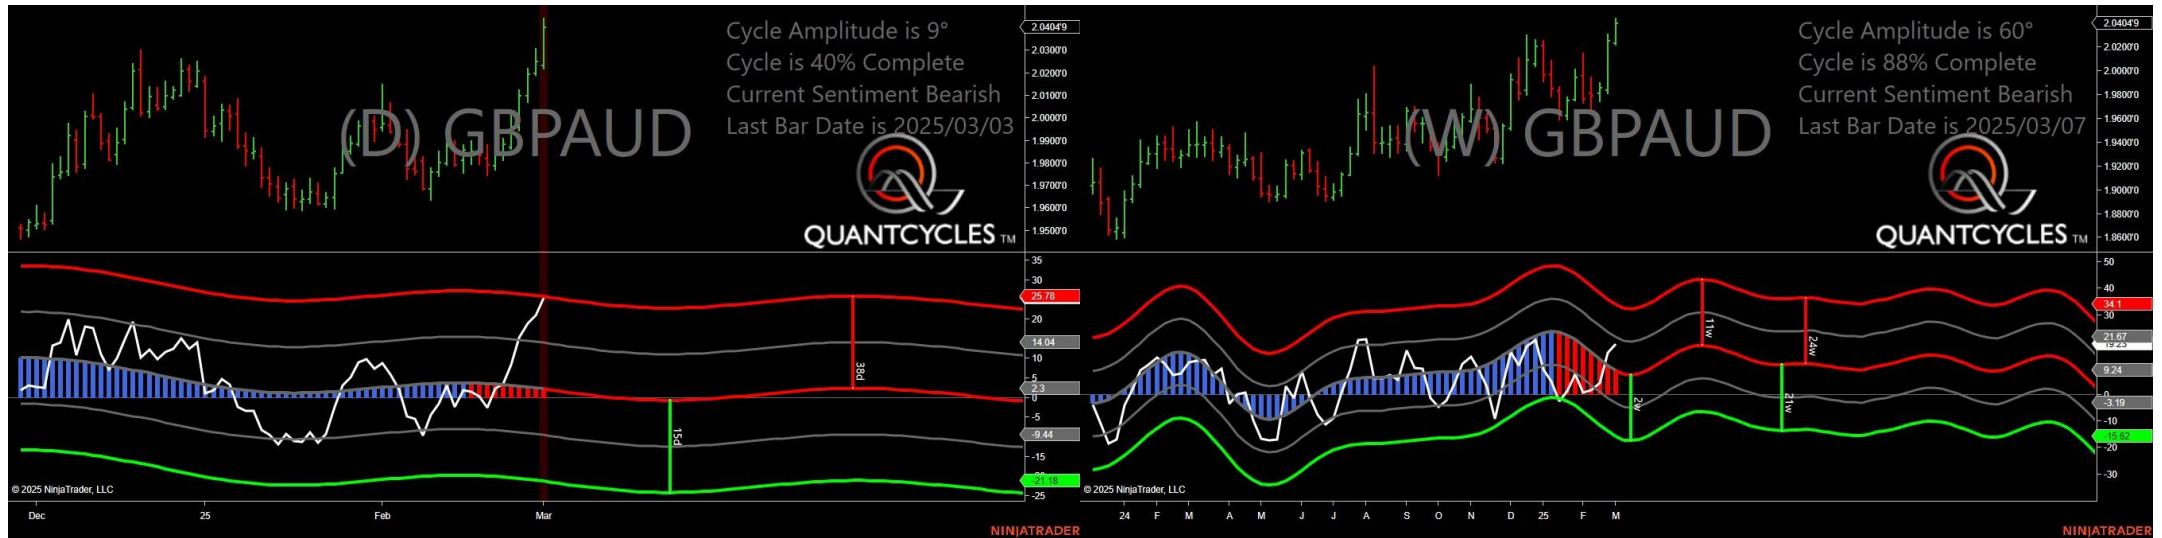 Cycle Amplitude is 9°
Cycle is 40% Complete
Current Sentiment Bearish
Last Bar Date is 2025/03/03
(D) GBPAUD
QUANTCYCLES TM
2.0404'9
2.0300'0
2.0200'0
2.0100'0
2.0000'0
1.9900'0
1.9800'0
1.9700'0
1.9600'0
1.9500'0
35
30
25.78
20
14.04
10
5
2.3
0
-5
-9.44
-15
-21.18
-25
38d
15d
© 2025 NinjaTrader, LLC
Dec 25 Feb Mar
NINJATRADER
Cycle Amplitude is 60°
Cycle is 88% Complete
Current Sentiment Bearish
Last Bar Date is 2025/03/07
(W) GBPAUD
QUANTCYCLES TM
2.0404'9
2.0200'0
2.0000'0
1.9800'0
1.9600'0
1.9400'0
1.9200'0
1.9000'0
1.8800'0
1.8600'0
50
40
34.1
30
21.67
19.23
9.24
0
-3.19
-10
-15.62
-20
-30
11w
24w
2w
21w
© 2025 NinjaTrader, LLC
24 F M A M J J A S O N D 25 F M
NINJATRADER